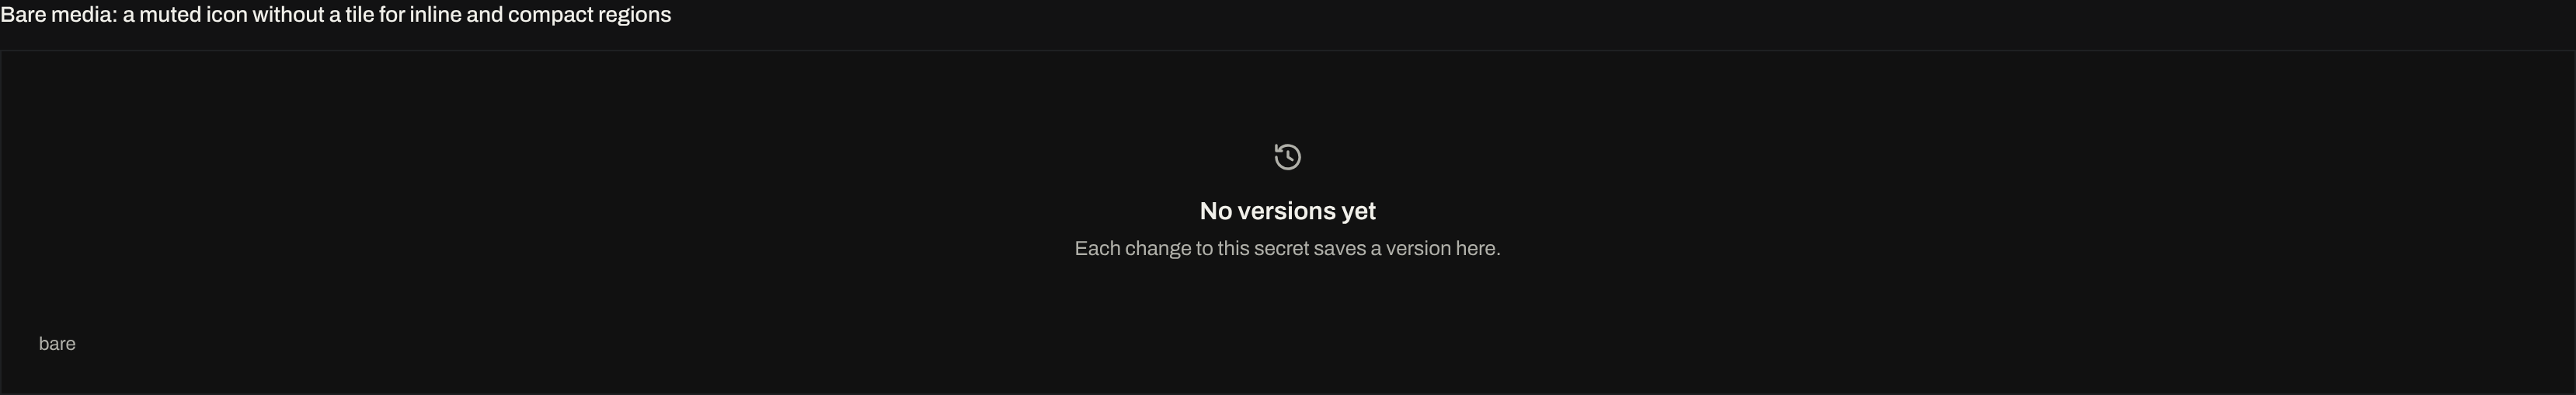 Bare media: a muted icon without a tile for inline and compact regions
No versions yet
Each change to this secret saves a version here.
bare